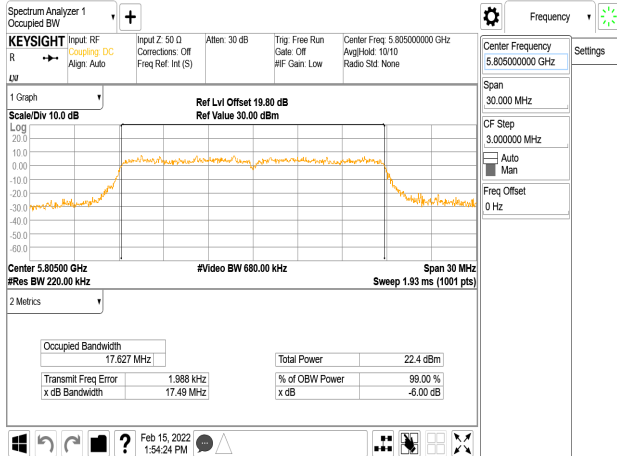 Spectrum Analyzer 1
Occupied BW
Frequency
KEYSIGHT
Input: RF
Coupling: DC
Align: Auto
R
Input Z: 50 Ω
Corrections: Off
Freq Ref: Int (S)
Atten: 30 dB
Trig: Free Run
Gate: Off
#IF Gain: Low
Center Freq: 5.805000000 GHz
Avg|Hold: 10/10
Radio Std: None
Center Frequency
5.805000000 GHz
Settings
Span
30.000 MHz
CF Step
3.000000 MHz
Auto
Man
Freq Offset
0 Hz
1 Graph
Scale/Div 10.0 dB
Ref Lvl Offset 19.80 dB
Ref Value 30.00 dBm
Log
20.0
10.0
0.00
-10.0
-20.0
-30.0
-40.0
-50.0
-60.0
Center 5.80500 GHz
#Video BW 680.00 kHz
Span 30 MHz
#Res BW 220.00 kHz
Sweep 1.93 ms (1001 pts)
2 Metrics
Occupied Bandwidth
17.627 MHz
Total Power 22.4 dBm
Transmit Freq Error 1.988 kHz
% of OBW Power 99.00 %
x dB Bandwidth 17.49 MHz
x dB -6.00 dB
?
Feb 15, 2022
1:54:24 PM